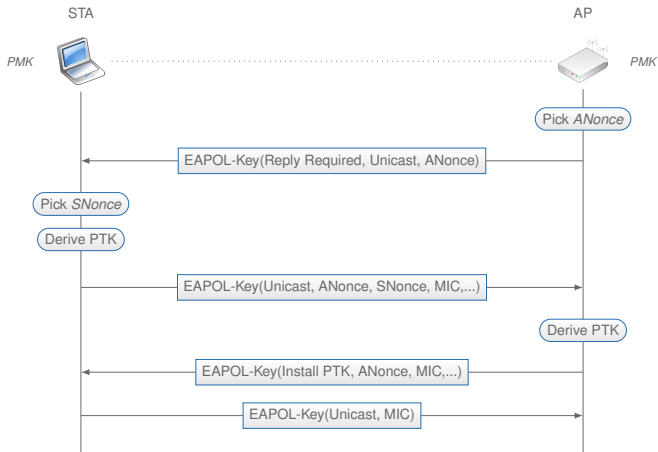 STA
AP
PMK
PMK
Pick ANonce
EAPOL-Key(Reply Required, Unicast, ANonce)
Pick SNonce
Derive PTK
EAPOL-Key(Unicast, ANonce, SNonce, MIC,...)
Derive PTK
EAPOL-Key(Install PTK, ANonce, MIC,...)
EAPOL-Key(Unicast, MIC)